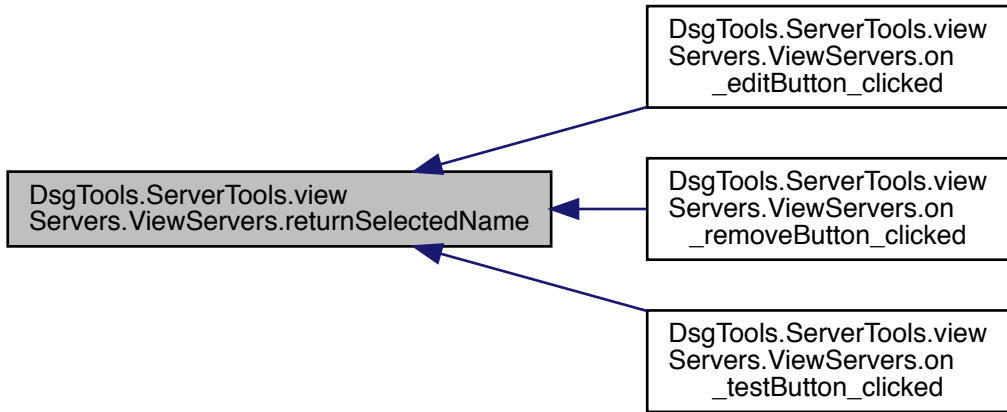 DsgTools.ServerTools.view
Servers.ViewServers.on
_editButton_clicked
DsgTools.ServerTools.view
Servers.ViewServers.returnSelectedName
DsgTools.ServerTools.view
Servers.ViewServers.on
_removeButton_clicked
DsgTools.ServerTools.view
Servers.ViewServers.on
_testButton_clicked